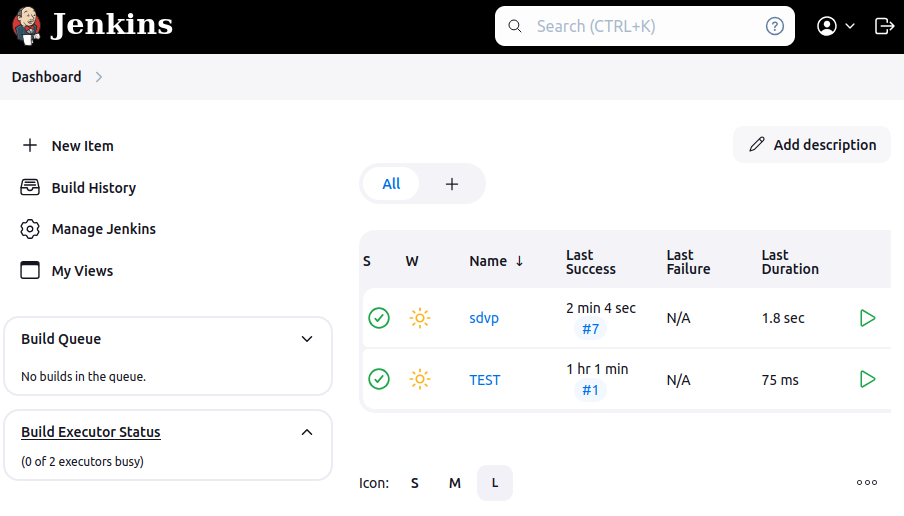 Jenkins
Search (CTRL+K)
Dashboard
New Item
Build History
Manage Jenkins
My Views
Build Queue
No builds in the queue.
Build Executor Status
(0 of 2 executors busy)
Add description
All
S W Name ↓ Last Success Last Failure Last Duration
sdvp 2 min 4 sec #7 N/A 1.8 sec
TEST 1 hr 1 min #1 N/A 75 ms
Icon: S M L